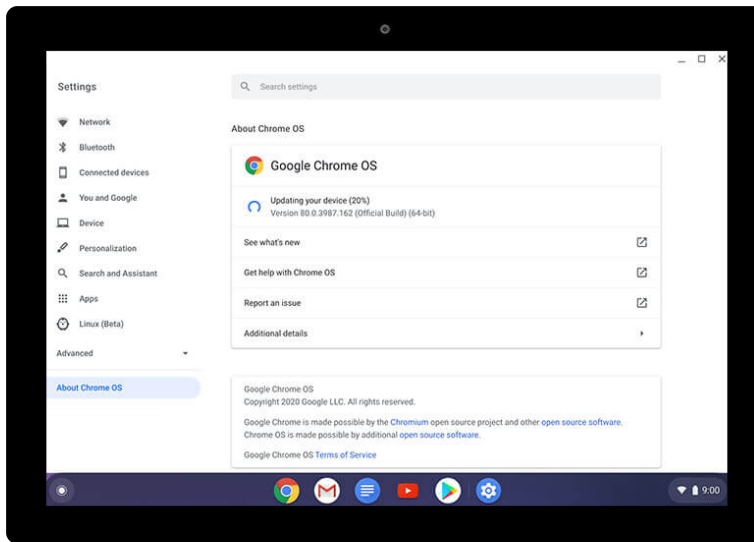 Settings
Search settings
Network
Bluetooth
Connected devices
You and Google
Device
Personalization
Search and Assistant
Apps
Linux (Beta)
Advanced
About Chrome OS
About Chrome OS
Google Chrome OS
Updating your device (20%)
Version 80.0.3987.162 (Official Build) (64-bit)
See what's new
Get help with Chrome OS
Report an issue
Additional details
Google Chrome OS
Copyright 2020 Google LLC. All rights reserved.
Google Chrome is made possible by the Chromium open source project and other open source software.
Chrome OS is made possible by additional open source software.
Google Chrome OS Terms of Service
9:00